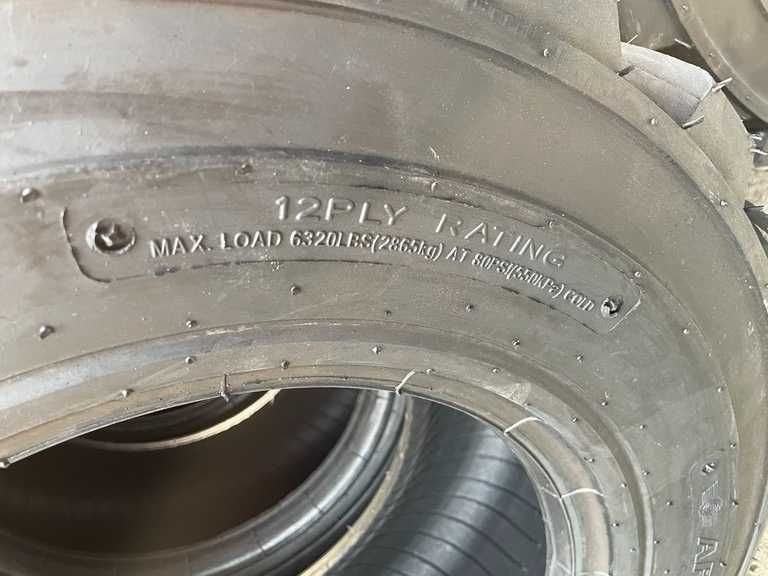 12PLY RATING
MAX. LOAD 6320LBS(2865kg) AT 80PSI(550KPa) COLD